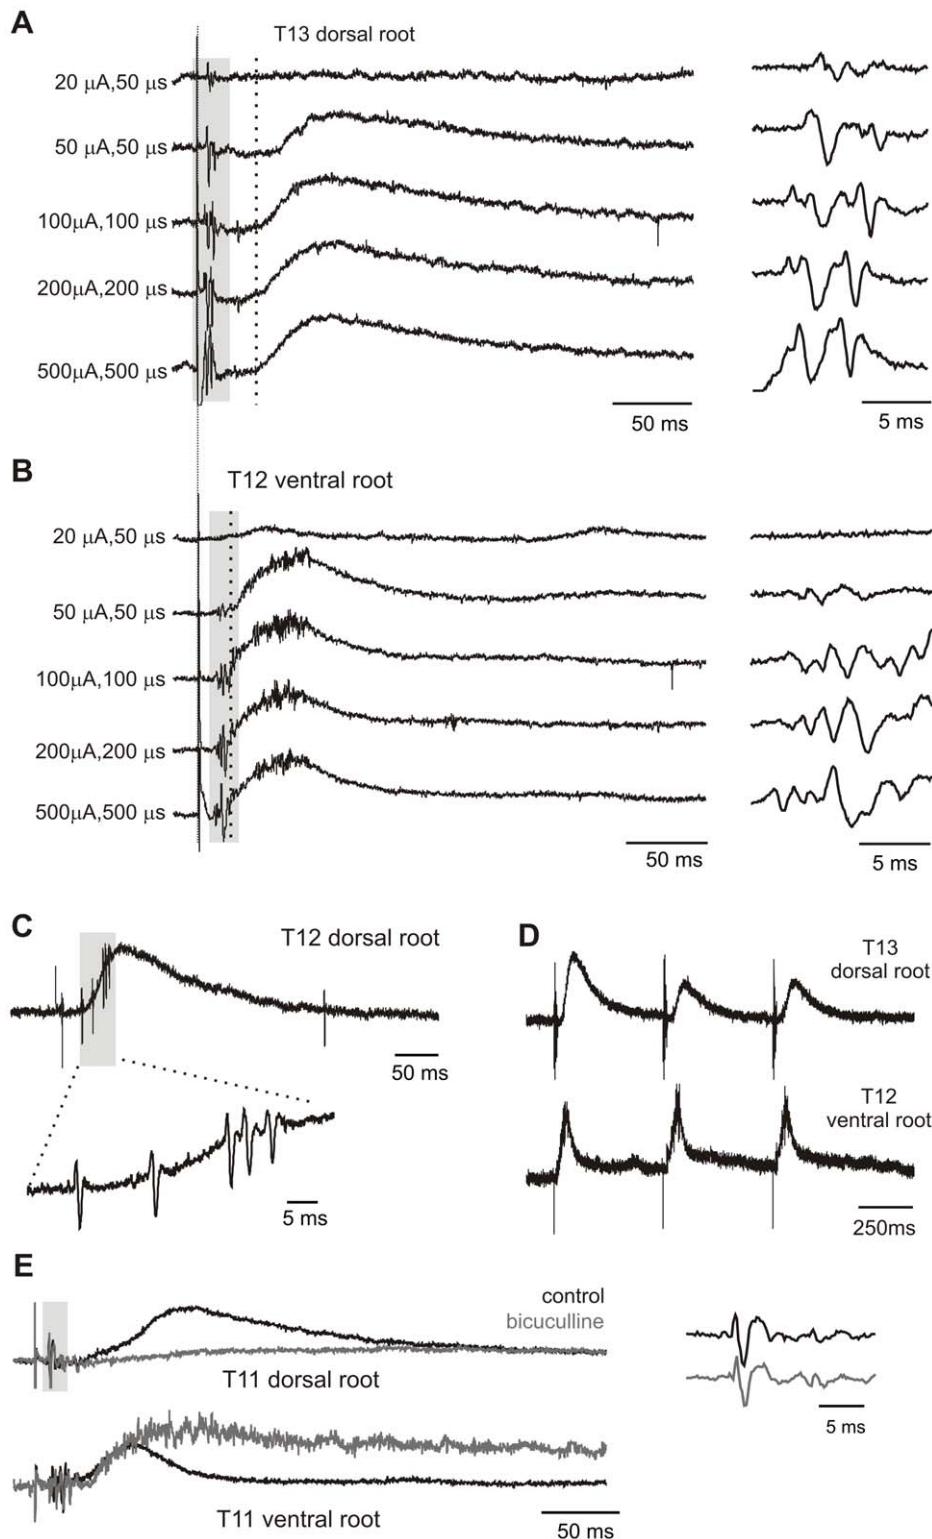 A
T13 dorsal root
20 μA,50 μs
50 μA,50 μs
100μA,100 μs
200μA,200 μs
500μA,500 μs
50 ms
5 ms
B
T12 ventral root
20 μA,50 μs
50 μA,50 μs
100μA,100 μs
200μA,200 μs
500μA,500 μs
50 ms
5 ms
C
T12 dorsal root
50 ms
5 ms
D
T13
dorsal root
T12
ventral root
250ms
E
control
bicuculline
T11 dorsal root
5 ms
T11 ventral root
50 ms